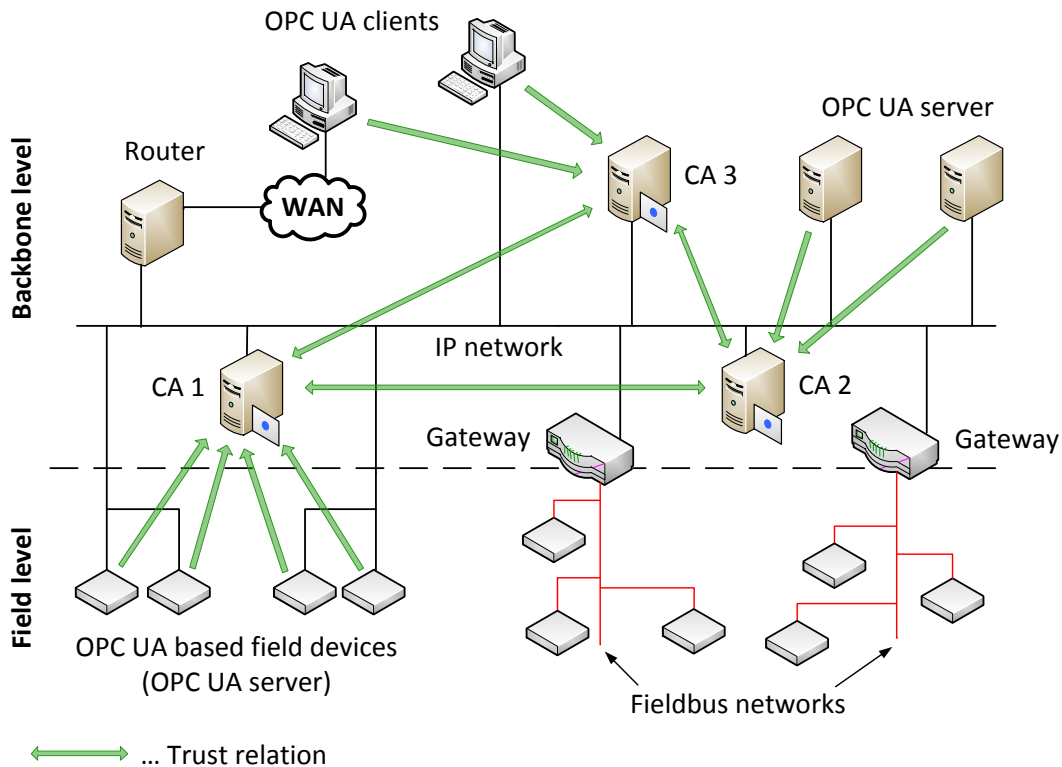 OPC UA clients
OPC UA server
Router
CA 3
WAN
Backbone level
IP network
CA 1
CA 2
Gateway
Gateway
Field level
OPC UA based field devices
(OPC UA server)
Fieldbus networks
... Trust relation